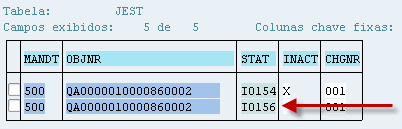 Tabela: JEST
Campos exibidos: 5 de 5 Colunas chave fixas:
MANDT OBJNR STAT INACT CHGNR
500 QA0000010000860002 I0154 X 001
500 QA0000010000860002 I0156 001